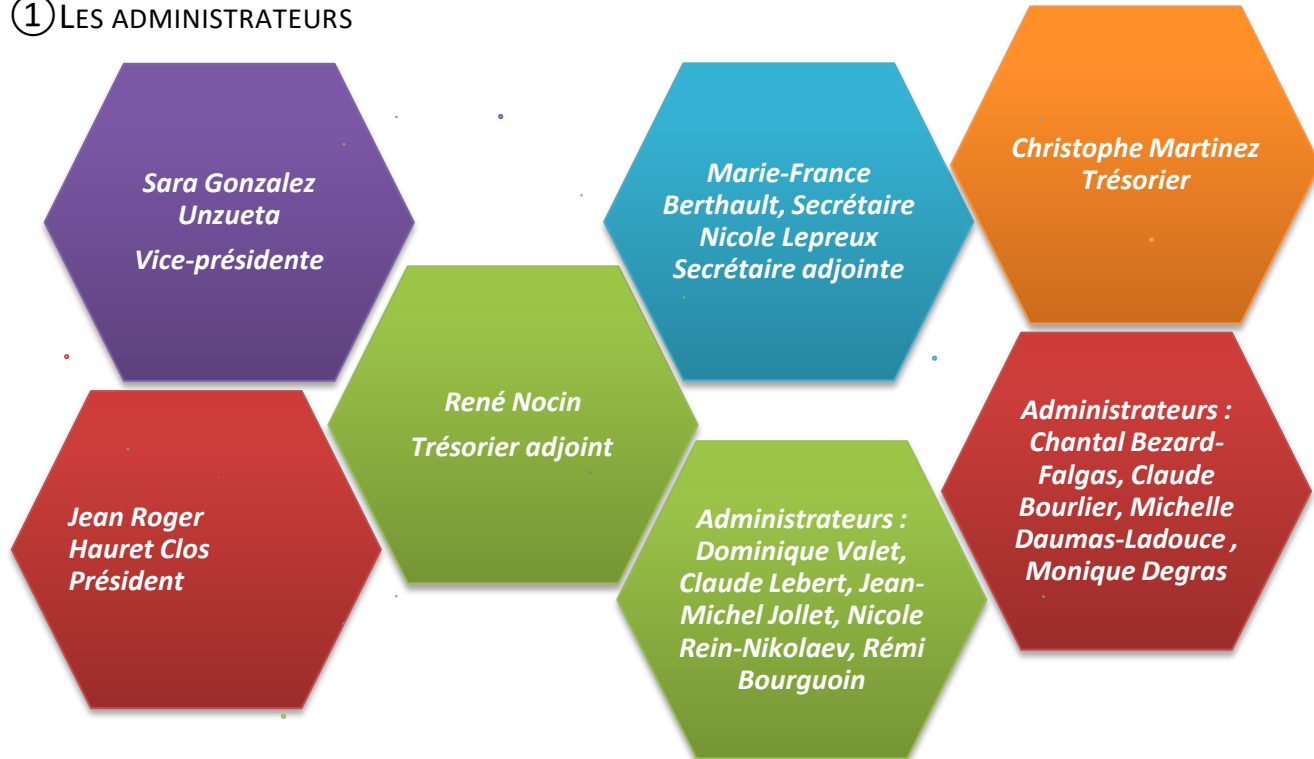 ① LES ADMINISTRATEURS
Sara Gonzalez
Unzueta
Vice-présidente
Marie-France
Berthault, Secrétaire
Nicole Lepreux
Secrétaire adjointe
Christophe Martinez
Trésorier
René Nocin
Trésorier adjoint
Jean Roger
Hauret Clos
Président
Administrateurs :
Dominique Valet,
Claude Lebert, Jean-
Michel Jollet, Nicole
Rein-Nikolaev, Rémi
Bourguoin
Administrateurs :
Chantal Bezard-
Falgas, Claude
Bourlier, Michelle
Daumas-Ladouce ,
Monique Degras